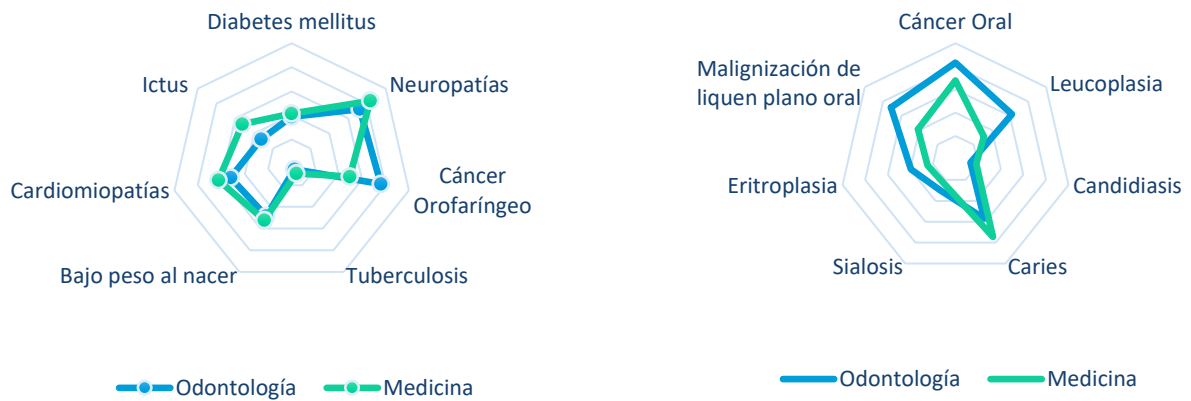 Diabetes mellitus
Neuropatías
Cáncer
Orofaríngeo
Tuberculosis
Bajo peso al nacer
Cardiomiopatías
Ictus
Odontología
Medicina
Cáncer Oral
Leucoplasia
Candidiasis
Caries
Sialosis
Eritroplasia
Malignización de
liquen plano oral
Odontología
Medicina